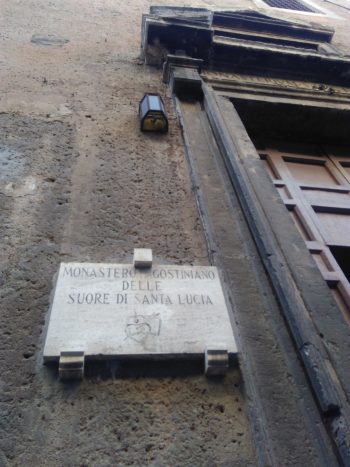 MONASTERO AGOSTINIANO
DELLE
SUORE DI SANTA LUCIA